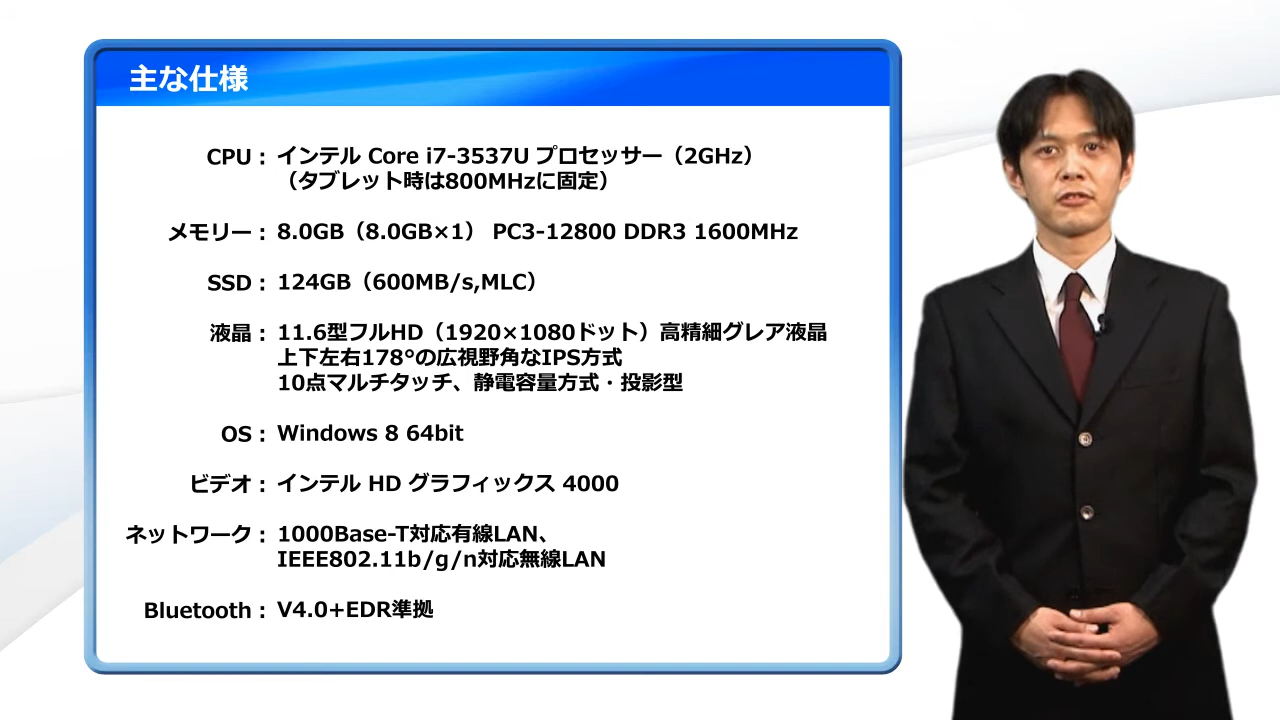 主な仕様
CPU : インテル Core i7-3537U プロセッサー（2GHz）
（タブレット時は800MHzに固定）
メモリー : 8.0GB（8.0GB×1） PC3-12800 DDR3 1600MHz
SSD : 124GB（600MB/s,MLC）
液晶 : 11.6型フルHD（1920×1080ドット）高精細グレア液晶
上下左右178°の広視野角なIPS方式
10点マルチタッチ、静電容量方式・投影型
OS : Windows 8 64bit
ビデオ : インテル HD グラフィックス 4000
ネットワーク : 1000Base-T対応有線LAN、
IEEE802.11b/g/n対応無線LAN
Bluetooth : V4.0+EDR準拠